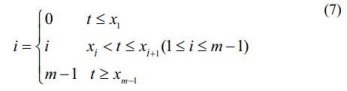 i = { 0 t ≤ x₁ (7)
i xᵢ < t ≤ xᵢ₊₁ (1 ≤ i ≤ m−1)
m−1 t ≥ xₘ₋₁